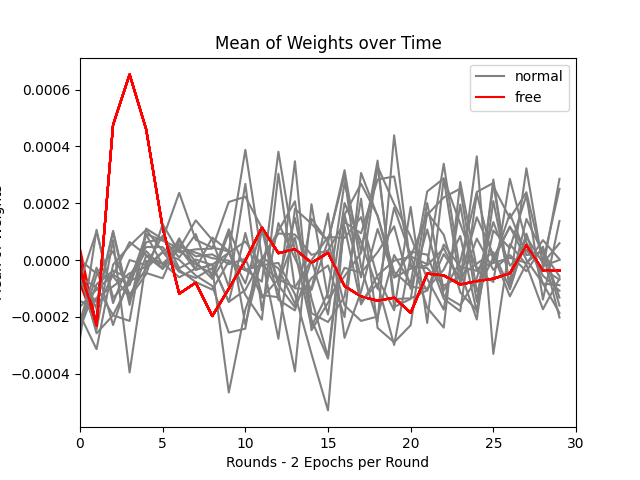 Mean of Weights over Time
normal
free
0.0006
0.0004
0.0002
0.0000
−0.0002
−0.0004
0 5 10 15 20 25 30
Rounds - 2 Epochs per Round